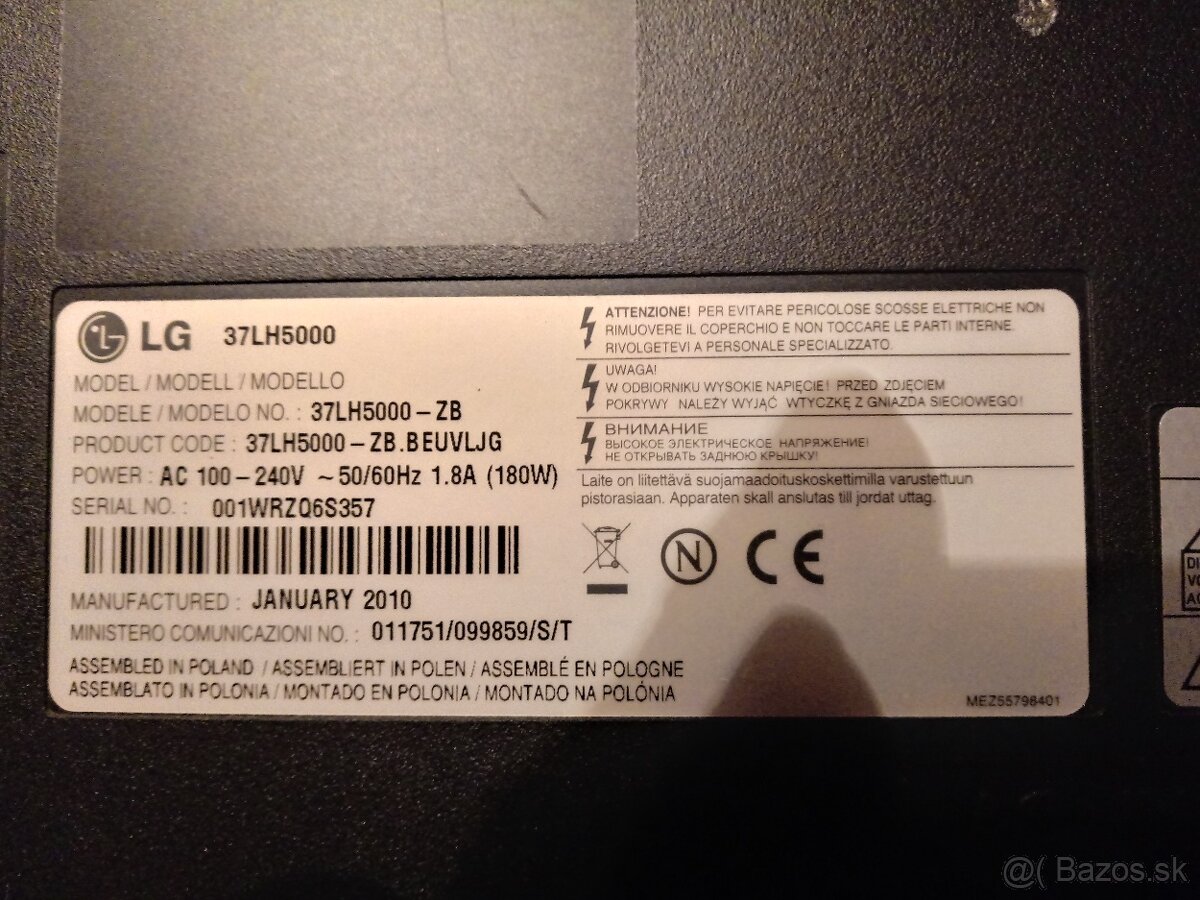 LG 37LH5000
MODEL / MODELL / MODELLO
MODELE / MODELO NO. : 37LH5000-ZB
PRODUCT CODE : 37LH5000-ZB.BEUVLJG
POWER : AC 100-240V ~50/60Hz 1.8A (180W)
SERIAL NO. : 001WRZQ6S357
MANUFACTURED : JANUARY 2010
MINISTERO COMUNICAZIONI NO. : 011751/099859/S/T
ASSEMBLED IN POLAND / ASSEMBLIERT IN POLEN / ASSEMBLÉ EN POLOGNE
ASSEMBLATO IN POLONIA / MONTADO EN POLONIA / MONTADO NA POLÓNIA
ATTENZIONE! PER EVITARE PERICOLOSE SCOSSE ELETTRICHE NON
RIMUOVERE IL COPERCHIO E NON TOCCARE LE PARTI INTERNE.
RIVOLGETEVI A PERSONALE SPECIALIZZATO.
UWAGA!
W ODBIORNIKU WYSOKIE NAPIĘCIE! PRZED ZDJĘCIEM
POKRYWY NALEŻY WYJĄĆ WTYCZKĘ Z GNIAZDA SIECIOWEGO!
ВНИМАНИЕ
ВЫСОКОЕ ЭЛЕКТРИЧЕСКОЕ НАПРЯЖЕНИЕ!
НЕ ОТКРЫВАТЬ ЗАДНЮЮ КРЫШКУ!
Laite on liitettävä suojamaadoituskoskettimilla varustettuun
pistorasiaan. Apparaten skall anslutas till jordat uttag.
N CE
MEZ55798401
DI
VO
AC
@( Bazos.sk